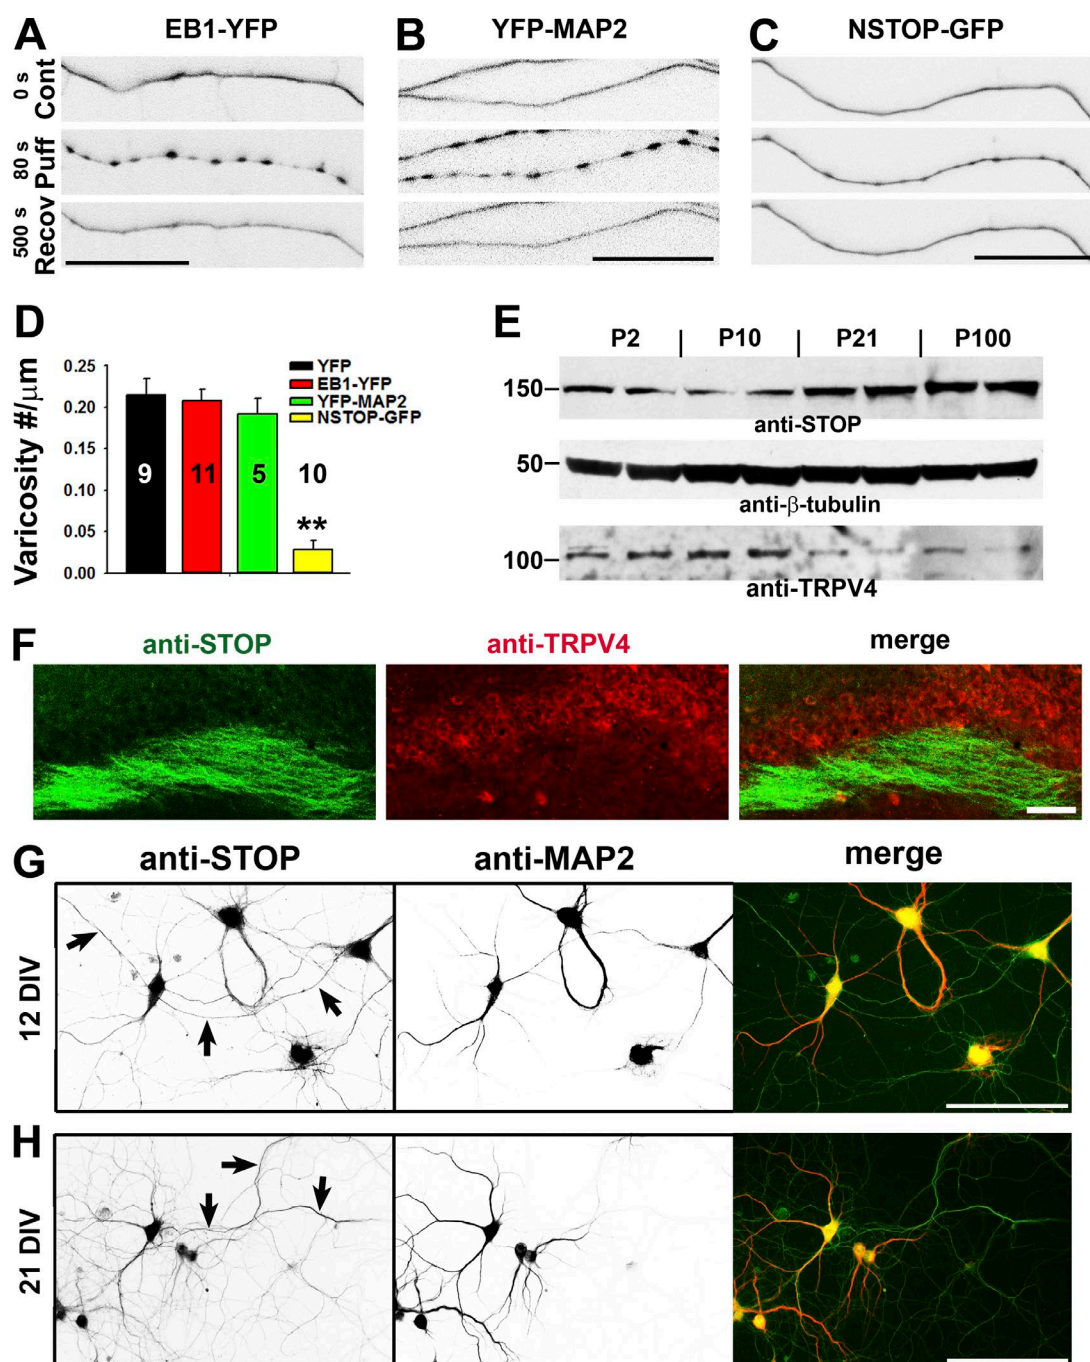 A EB1-YFP
B YFP-MAP2
C NSTOP-GFP
0 s
Cont
80 s
Puff
500 s
Recov
D
Varicosity #/μm
0.25
0.20
0.15
0.10
0.05
0.00
YFP
EB1-YFP
YFP-MAP2
NSTOP-GFP
9
11
5
10
**
E
P2 | P10 | P21 | P100
150
anti-STOP
50
anti-β-tubulin
100
anti-TRPV4
F
anti-STOP
anti-TRPV4
merge
G
anti-STOP
anti-MAP2
merge
12 DIV
H
21 DIV